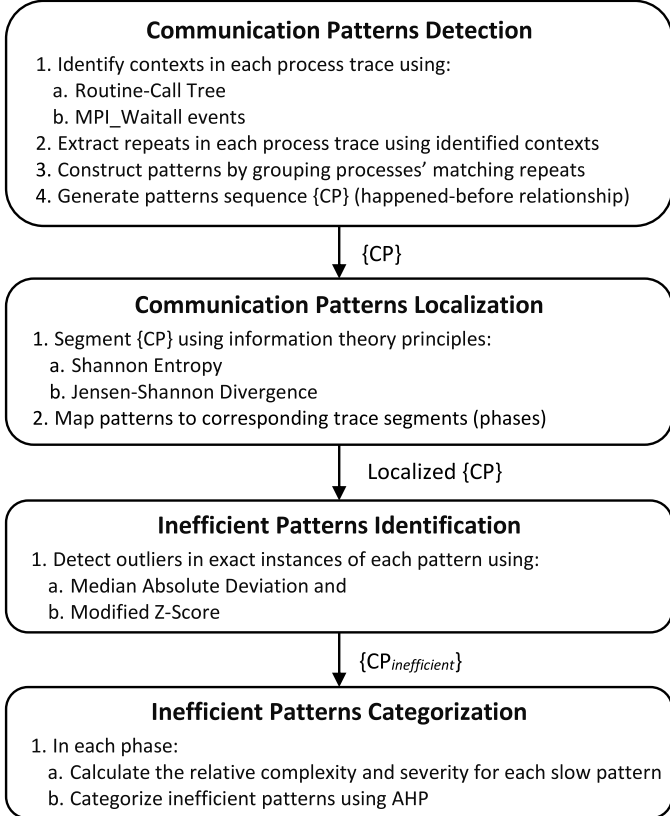 Communication Patterns Detection
1. Identify contexts in each process trace using:
a. Routine-Call Tree
b. MPI_Waitall events
2. Extract repeats in each process trace using identified contexts
3. Construct patterns by grouping processes’ matching repeats
4. Generate patterns sequence {CP} (happened-before relationship)
{CP}
Communication Patterns Localization
1. Segment {CP} using information theory principles:
a. Shannon Entropy
b. Jensen-Shannon Divergence
2. Map patterns to corresponding trace segments (phases)
Localized {CP}
Inefficient Patterns Identification
1. Detect outliers in exact instances of each pattern using:
a. Median Absolute Deviation and
b. Modified Z-Score
{CPinefficient}
Inefficient Patterns Categorization
1. In each phase:
a. Calculate the relative complexity and severity for each slow pattern
b. Categorize inefficient patterns using AHP